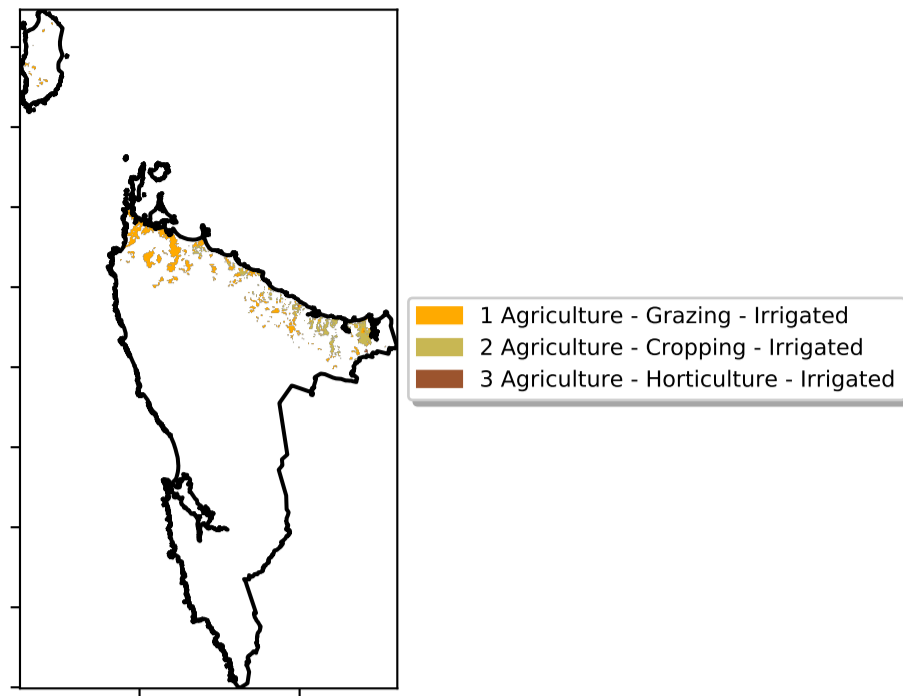 1 Agriculture - Grazing - Irrigated
2 Agriculture - Cropping - Irrigated
3 Agriculture - Horticulture - Irrigated